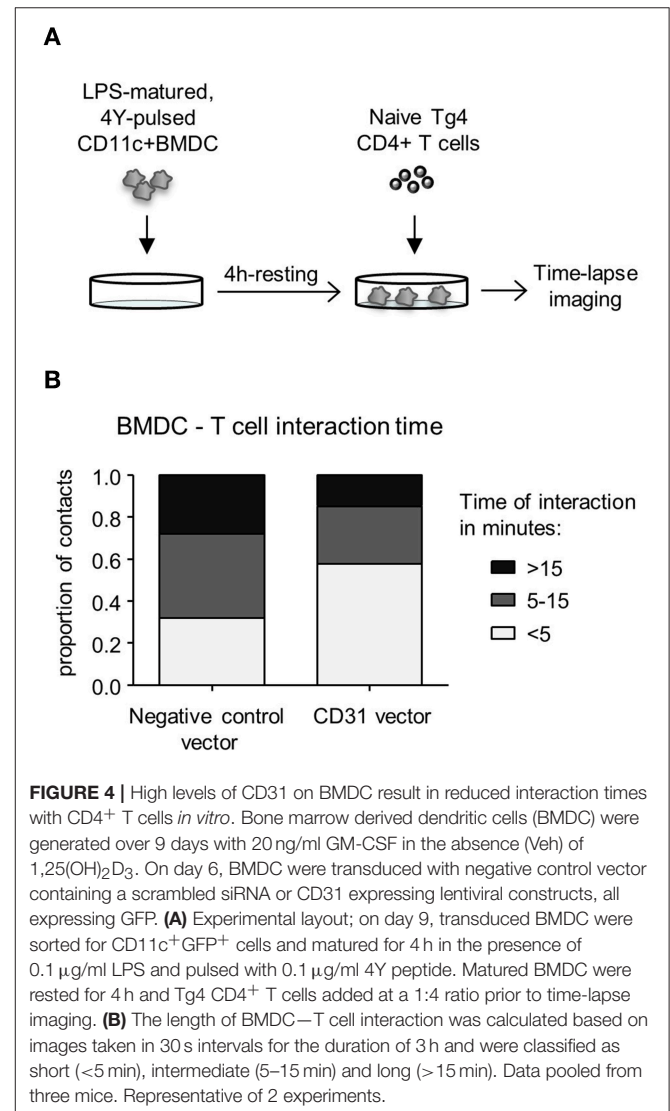 A
LPS-matured,
4Y-pulsed
CD11c+BMDC
Naive Tg4
CD4+ T cells
4h-resting
Time-lapse
imaging
B
BMDC - T cell interaction time
proportion of contacts
1.0
0.8
0.6
0.4
0.2
0.0
Negative control
vector
CD31 vector
Time of interaction
in minutes:
>15
5-15
<5
FIGURE 4 | High levels of CD31 on BMDC result in reduced interaction times
with CD4⁺ T cells in vitro. Bone marrow derived dendritic cells (BMDC) were
generated over 9 days with 20 ng/ml GM-CSF in the absence (Veh) of
1,25(OH)₂D₃. On day 6, BMDC were transduced with negative control vector
containing a scrambled siRNA or CD31 expressing lentiviral constructs, all
expressing GFP. (A) Experimental layout; on day 9, transduced BMDC were
sorted for CD11c⁺GFP⁺ cells and matured for 4 h in the presence of
0.1 μg/ml LPS and pulsed with 0.1 μg/ml 4Y peptide. Matured BMDC were
rested for 4 h and Tg4 CD4⁺ T cells added at a 1:4 ratio prior to time-lapse
imaging. (B) The length of BMDC—T cell interaction was calculated based on
images taken in 30 s intervals for the duration of 3 h and were classified as
short (<5 min), intermediate (5–15 min) and long (>15 min). Data pooled from
three mice. Representative of 2 experiments.